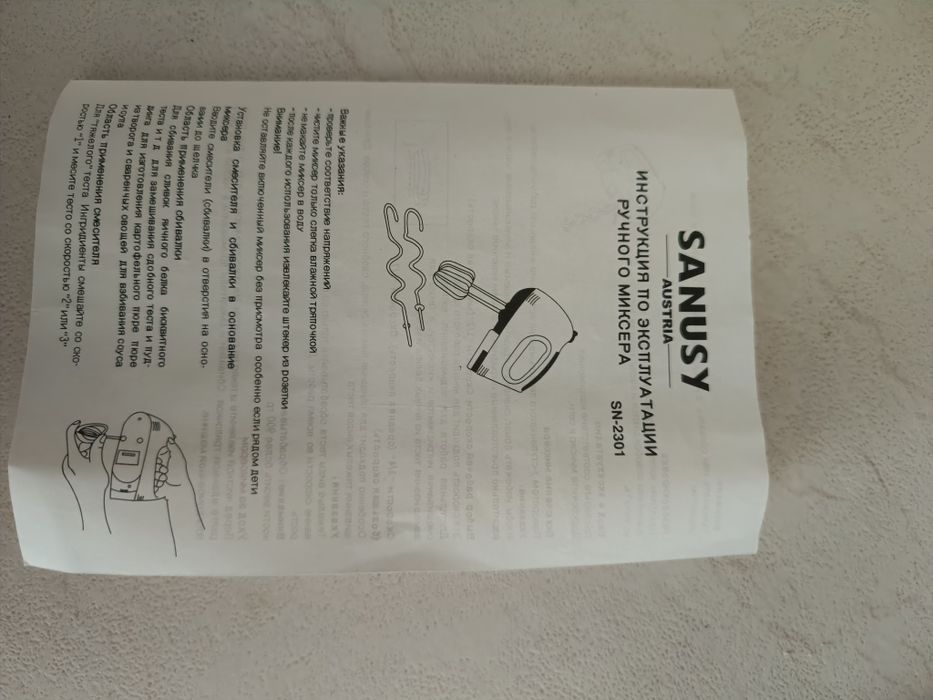 SANUSY
AUSTRIA
ИНСТРУКЦИЯ ПО ЭКСПЛУАТАЦИИ
РУЧНОГО МИКСЕРА
SN-2301
Важные указания:
- проверьте соответствие напряжений
- чистите миксер только слегка влажной тряпочкой
- не макайте миксер в воду
- после каждого использования извлекайте штекер из розетки
Внимание!
Не оставляйте включенный миксер без присмотра особенно если рядом дети
Установка смесителя и сбивалки в основание
миксера
Вводите смесители (сбивалки) в отверстия на осно-
вании до щелчка
Область применения сбивалки
Для сбивания сливок яичного белка бисквитного
теста и т д для замешивания сдобного теста и пуд-
динга для изготовления картофельного пюре пюре
из творога и сваренных овощей для взбивания соуса
и супа
Область применения смесителя
Для "тяжелого" теста Ингридиенты смешайте со ско-
ростью "1" и месите тесто со скоростью "2" или "3"